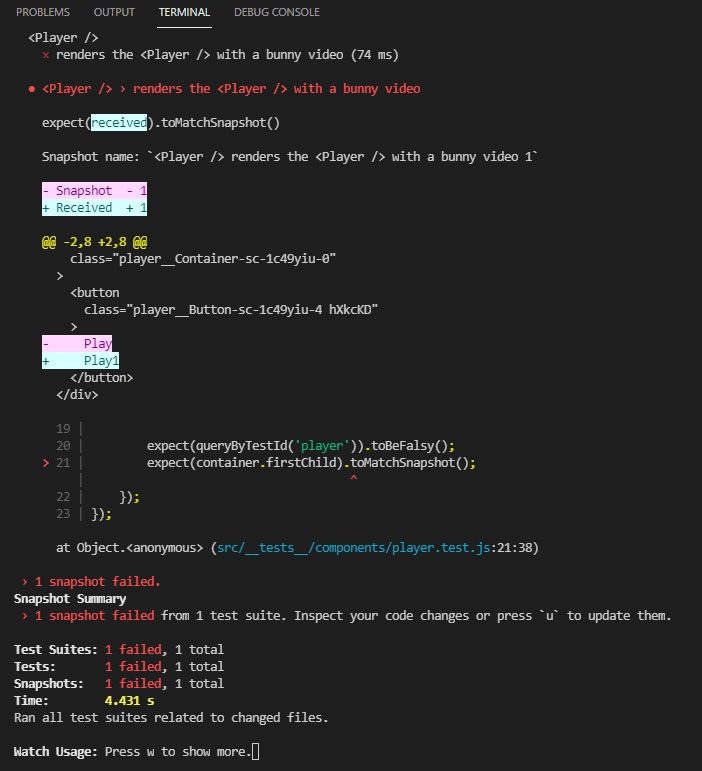 PROBLEMS OUTPUT TERMINAL DEBUG CONSOLE
<Player />
× renders the <Player /> with a bunny video (74 ms)
● <Player /> › renders the <Player /> with a bunny video
expect(received).toMatchSnapshot()
Snapshot name: `<Player /> renders the <Player /> with a bunny video 1`
- Snapshot  - 1
+ Received  + 1
@@ -2,8 +2,8 @@
class="player__Container-sc-1c49yiu-0"
>
<button
class="player__Button-sc-1c49yiu-4 hXkcKD"
>
-     Play
+     Play1
</button>
</div>
19 |
20 |         expect(queryByTestId('player')).toBeFalsy();
> 21 |         expect(container.firstChild).toMatchSnapshot();
|                                       ^
22 |     });
23 | });
at Object.<anonymous> (src/__tests__/components/player.test.js:21:38)
› 1 snapshot failed.
Snapshot Summary
› 1 snapshot failed from 1 test suite. Inspect your code changes or press `u` to update them.
Test Suites: 1 failed, 1 total
Tests:       1 failed, 1 total
Snapshots:   1 failed, 1 total
Time:        4.431 s
Ran all test suites related to changed files.
Watch Usage: Press w to show more.